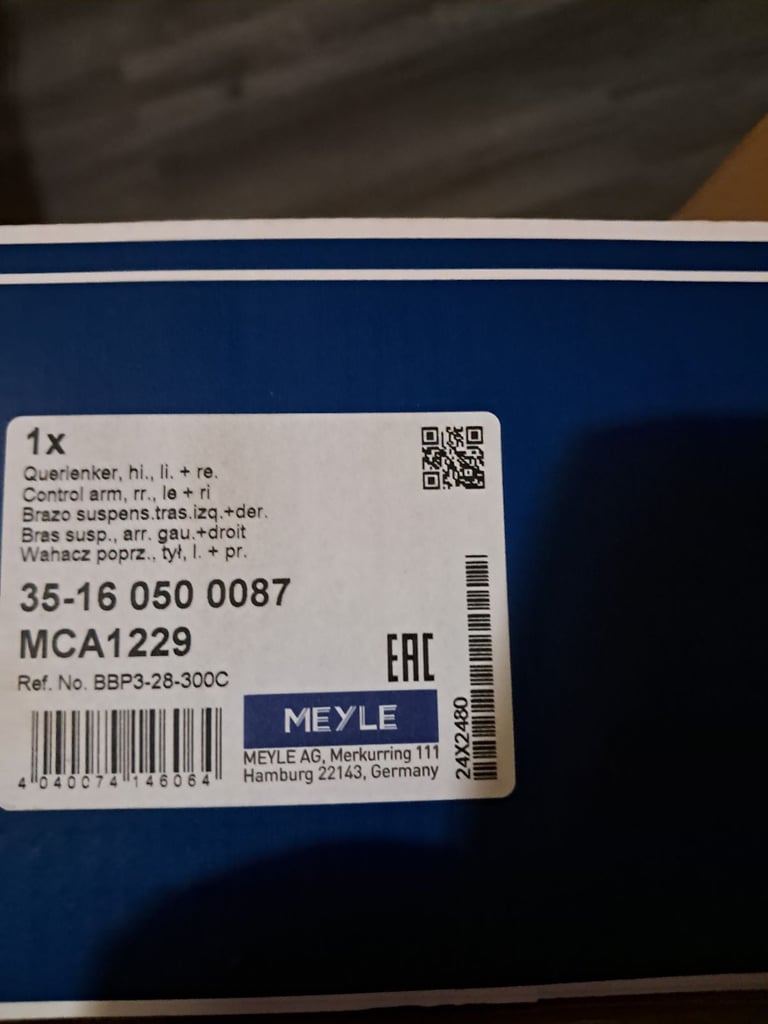 1x
Querlenker, hi., li. + re.
Control arm, rr., le + ri
Brazo suspens.tras.izq.+der.
Bras susp., arr. gau.+droit
Wahacz poprz., tył, l. + pr.
35-16 050 0087
MCA1229
Ref. No. BBP3-28-300C
EAC
MEYLE
MEYLE AG, Merkurring 111
Hamburg 22143, Germany
4 040074 146064
24X2480